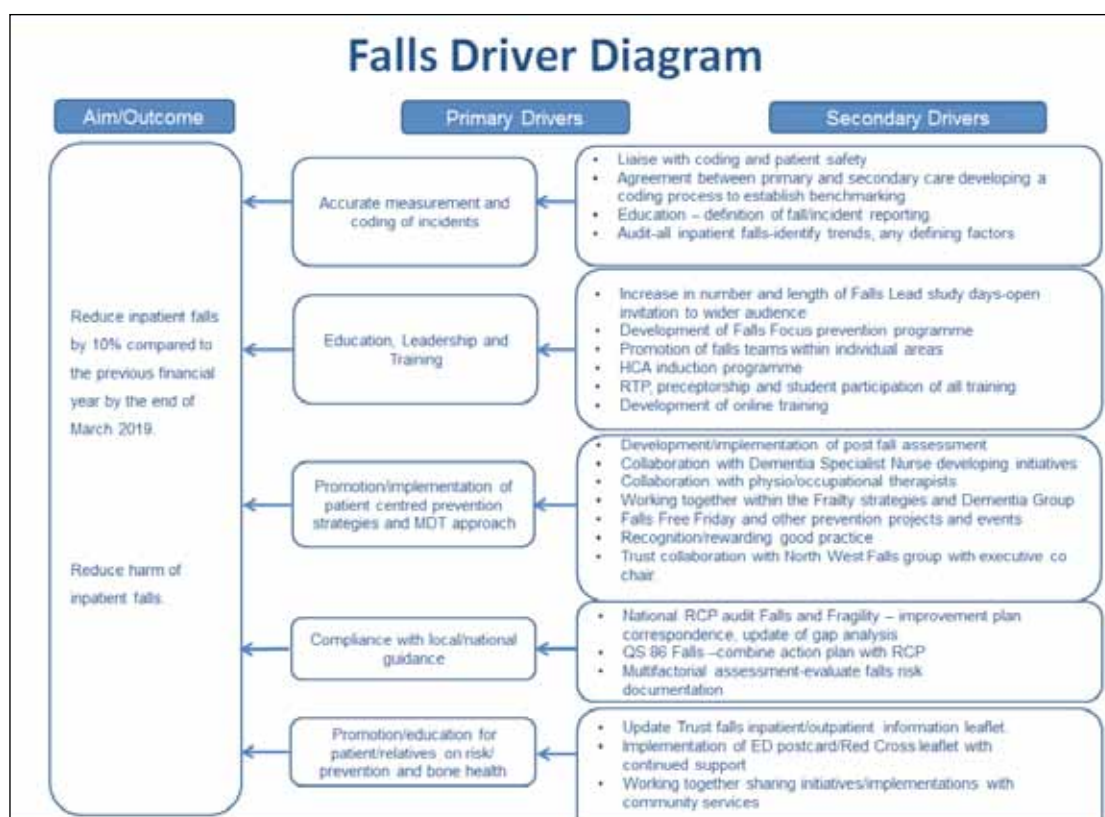 Falls Driver Diagram
Aim/Outcome
Primary Drivers
Secondary Drivers
Reduce inpatient falls
by 10% compared to
the previous financial
year by the end of
March 2019.
Reduce harm of
inpatient falls.
Accurate measurement and
coding of incidents
• Liaise with coding and patient safety
• Agreement between primary and secondary care developing a
coding process to establish benchmarking
• Education – definition of fall/incident reporting.
• Audit-all inpatient falls-identify trends, any defining factors
Education, Leadership and
Training
• Increase in number and length of Falls Lead study days-open
invitation to wider audience
• Development of Falls Focus prevention programme
• Promotion of falls teams within individual areas
• HCA induction programme
• RTP, preceptorship and student participation of all training
• Development of online training
Promotion/implementation of
patient centred prevention
strategies and MDT approach
• Development/implementation of post fall assessment
• Collaboration with Dementia Specialist Nurse developing initiatives
• Collaboration with physio/occupational therapists
• Working together within the Frailty strategies and Dementia Group
• Falls Free Friday and other prevention projects and events
• Recognition/rewarding good practice
• Trust collaboration with North West Falls group with executive co
chair.
Compliance with local/national
guidance
• National RCP audit Falls and Fragility – improvement plan
correspondence, update of gap analysis
• QS 86 Falls –combine action plan with RCP
• Multifactorial assessment-evaluate falls risk
documentation
Promotion/education for
patient/relatives on risk/
prevention and bone health
• Update Trust falls inpatient/outpatient information leaflet.
• Implementation of ED postcard/Red Cross leaflet with
continued support
• Working together sharing initiatives/implementations with
community services